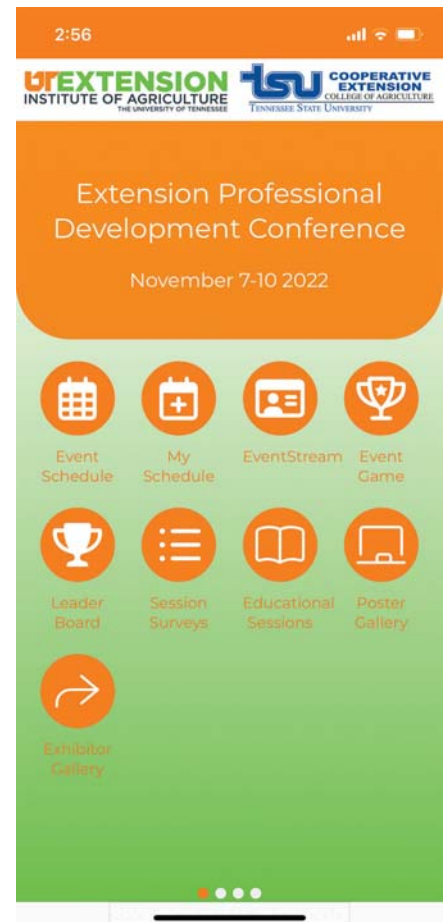 2:56
UTEXTENSION
INSTITUTE OF AGRICULTURE
THE UNIVERSITY OF TENNESSEE
tsu
TENNESSEE STATE UNIVERSITY
COOPERATIVE
EXTENSION
COLLEGE OF AGRICULTURE
Extension Professional
Development Conference
November 7-10 2022
Event
Schedule
My
Schedule
EventStream
Event
Game
Leader
Board
Session
Surveys
Educational
Sessions
Poster
Gallery
Exhibitor
Gallery